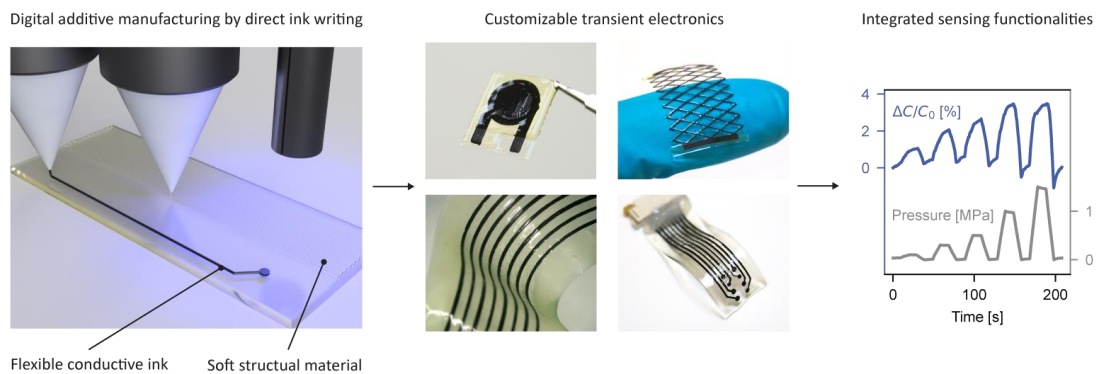 Digital additive manufacturing by direct ink writing
Customizable transient electronics
Integrated sensing functionalities
Flexible conductive ink
Soft structual material
4
2
0
ΔC/C₀ [%]
Pressure [MPa]
1
0
0
100
200
Time [s]